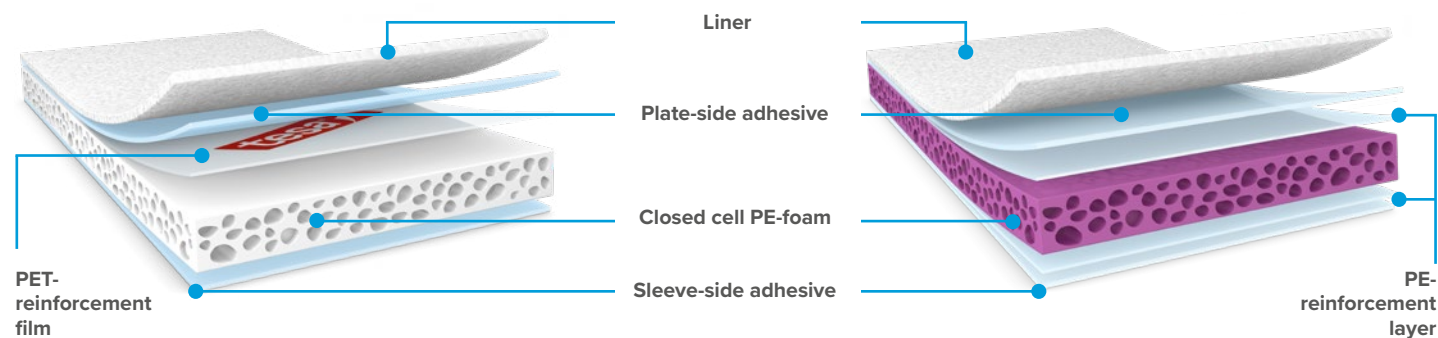 Liner
Plate-side adhesive
tesa
Closed cell PE-foam
PET-
reinforcement
film
Sleeve-side adhesive
PE-
reinforcement
layer